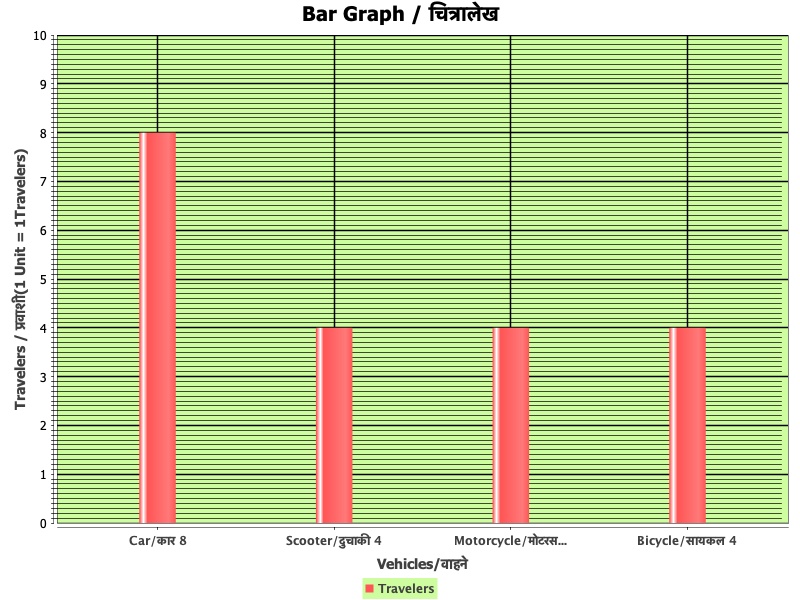 Bar Graph / चित्रालेख
Travelers / प्रवाशी(1 Unit = 1Travelers)
10
9
8
7
6
5
4
3
2
1
0
Car/कार 8
Scooter/दुचाकी 4
Motorcycle/मोटरस...
Bicycle/सायकल 4
Vehicles/वाहने
Travelers